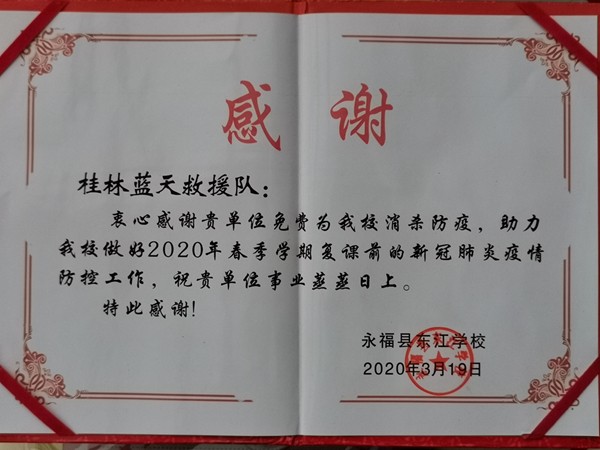 感谢
桂林蓝天救援队：
衷心感谢贵单位免费为我校消杀防疫，助力
我校做好2020年春季学期复课前的新冠肺炎疫情
防控工作，祝贵单位事业蒸蒸日上。
特此感谢！
永福县东江学校
2020年3月19日